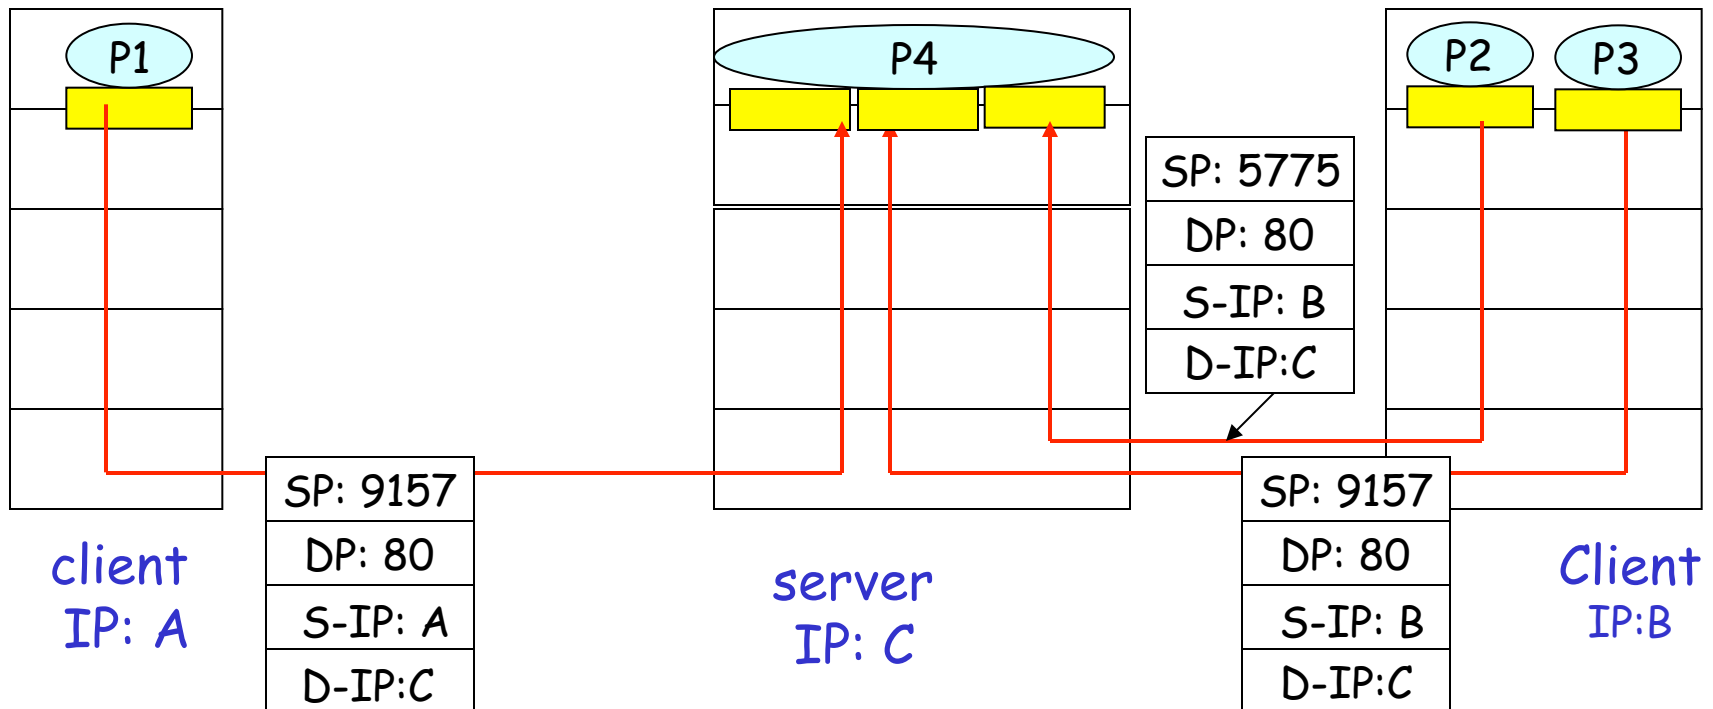 P1
P4
P2
P3
SP: 5775
DP: 80
S-IP: B
D-IP:C
SP: 9157
DP: 80
S-IP: A
D-IP:C
SP: 9157
DP: 80
S-IP: B
D-IP:C
client
IP: A
server
IP: C
Client
IP:B